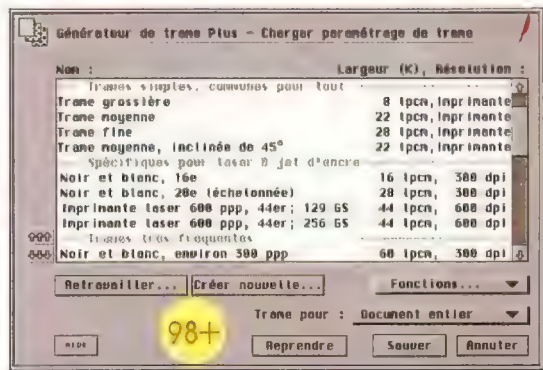 Générateur de trame Plus – Charger paramétrage de trame
Nom : Largeur (K), Résolution :
Trames simples, communes pour tout
Trame grossière 8 lpcm, Imprimante
Trame moyenne 22 lpcm, Imprimante
Trame fine 28 lpcm, Imprimante
Trame moyenne, inclinée de 45° 22 lpcm, Imprimante
Spécifiques pour laser & jet d'encre
Noir et blanc, 16e 16 lpcm, 300 dpi
Noir et blanc, 28e (échelonnée) 28 lpcm, 300 dpi
Imprimante laser 600 ppp, 44er; 129 GS 44 lpcm, 600 dpi
Imprimante laser 600 ppp, 44er; 256 GS 44 lpcm, 600 dpi
Trames très fréquentes
Noir et blanc, environ 300 ppp 60 lpcm, 300 dpi
Retravailler... Créer nouvelle... Fonctions...
Trame pour : Document entier
98+
AIDE Reprendre Sauver Annuler